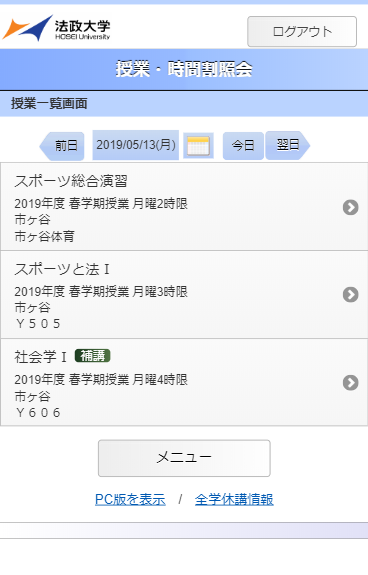 法政大学
HOSEI University
ログアウト
授業・時間割照会
授業一覧画面
前日
2019/05/13(月)
今日
翌日
スポーツ総合演習
2019年度 春学期授業 月曜2時限
市ヶ谷
市ヶ谷体育
スポーツと法Ⅰ
2019年度 春学期授業 月曜3時限
市ヶ谷
Ｙ５０５
社会学Ⅰ 補講
2019年度 春学期授業 月曜4時限
市ヶ谷
Ｙ６０６
メニュー
PC版を表示 / 全学休講情報